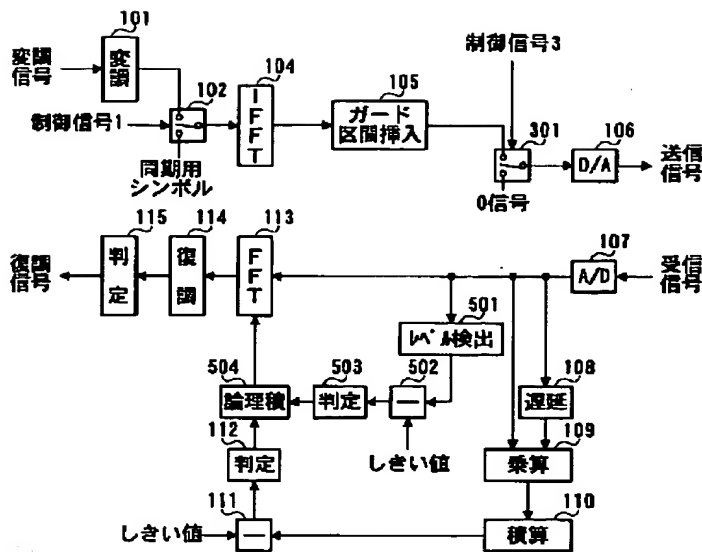 101
変調
信号
変調
制御信号1
102
同期用
シンボル
104
IFFT
105
ガード
区間挿入
制御信号3
301
0信号
106
D/A
送信
信号
115
114
113
復調
信号
判定
復調
FFT
107
A/D
受信
信号
501
レベル検出
504
503
502
論理積
判定
—
しきい値
108
遅延
112
判定
109
乗算
111
110
しきい値
—
積算